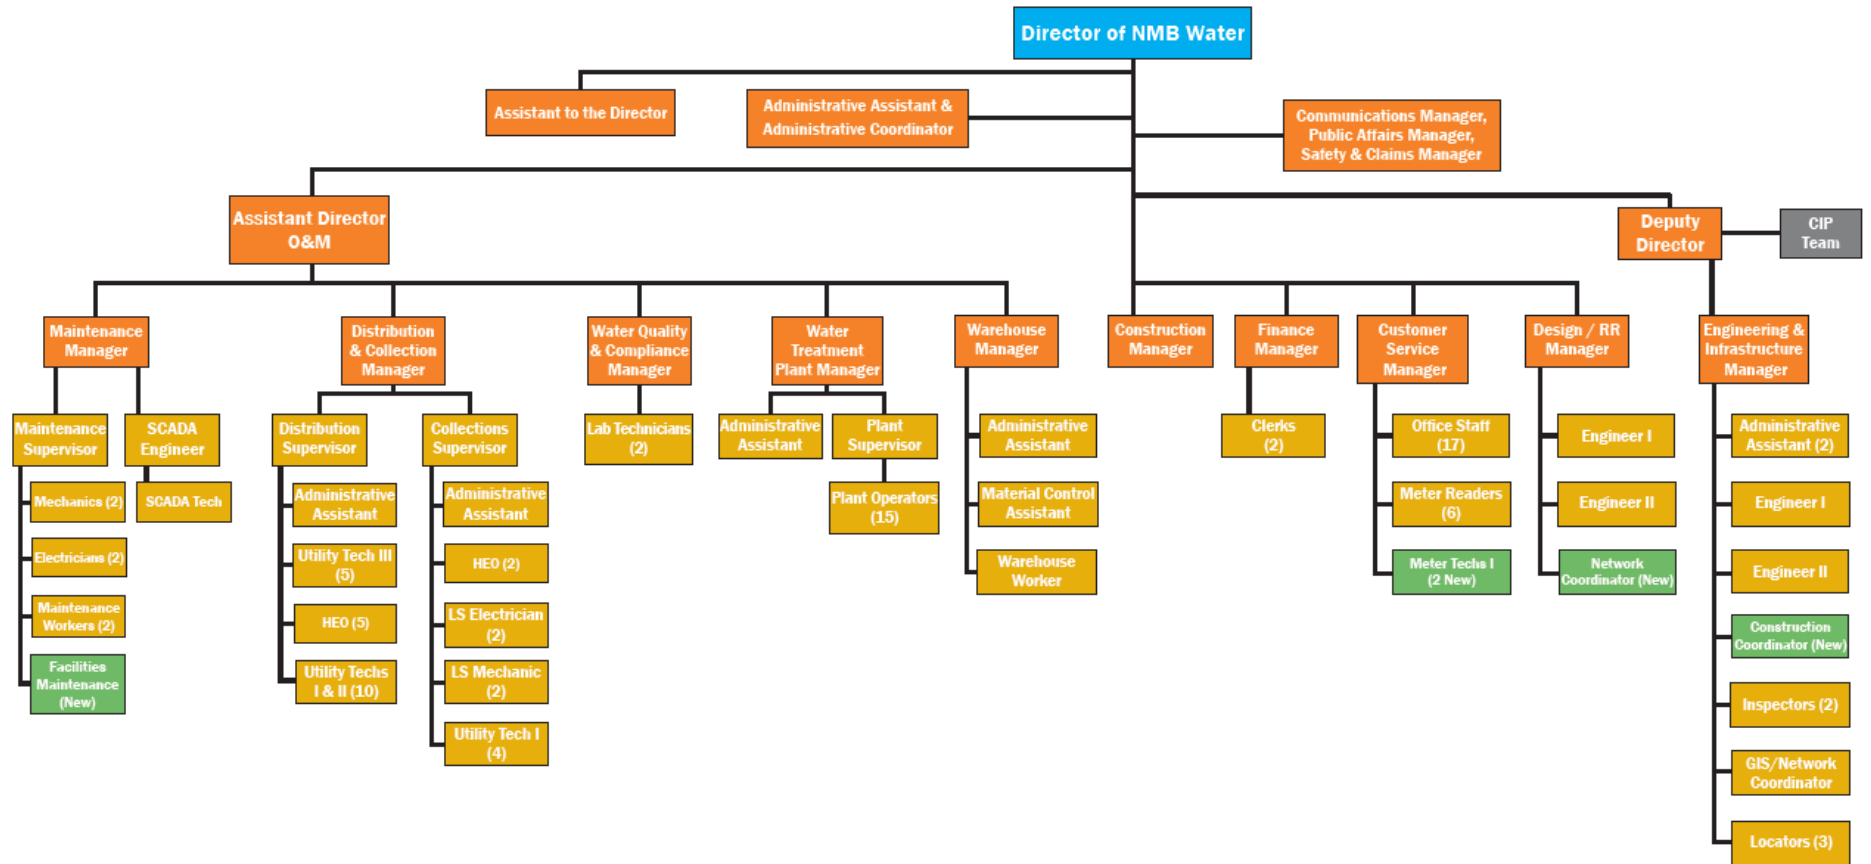 Director of NMB Water
Assistant to the Director
Administrative Assistant &
Administrative Coordinator
Communications Manager,
Public Affairs Manager,
Safety & Claims Manager
Assistant Director
O&M
Deputy
Director
CIP
Team
Maintenance
Manager
Distribution
& Collection
Manager
Water Quality
& Compliance
Manager
Water
Treatment
Plant Manager
Warehouse
Manager
Construction
Manager
Finance
Manager
Customer
Service
Manager
Design / RR
Manager
Engineering &
Infrastructure
Manager
Maintenance
Supervisor
Mechanics (2)
Electricians (2)
Maintenance
Workers (2)
Facilities
Maintenance
(New)
SCADA
Engineer
SCADA Tech
Distribution
Supervisor
Administrative
Assistant
Utility Tech III
(5)
HEO (5)
Utility Techs
I & II (10)
Collections
Supervisor
Administrative
Assistant
HEO (2)
LS Electrician
(2)
LS Mechanic
(2)
Utility Tech I
(4)
Lab Technicians
(2)
Administrative
Assistant
Plant
Supervisor
Plant Operators
(15)
Administrative
Assistant
Material Control
Assistant
Warehouse
Worker
Clerks
(2)
Office Staff
(17)
Meter Readers
(6)
Meter Techs I
(2 New)
Engineer I
Engineer II
Network
Coordinator (New)
Administrative
Assistant (2)
Engineer I
Engineer II
Construction
Coordinator (New)
Inspectors (2)
GIS/Network
Coordinator
Locators (3)